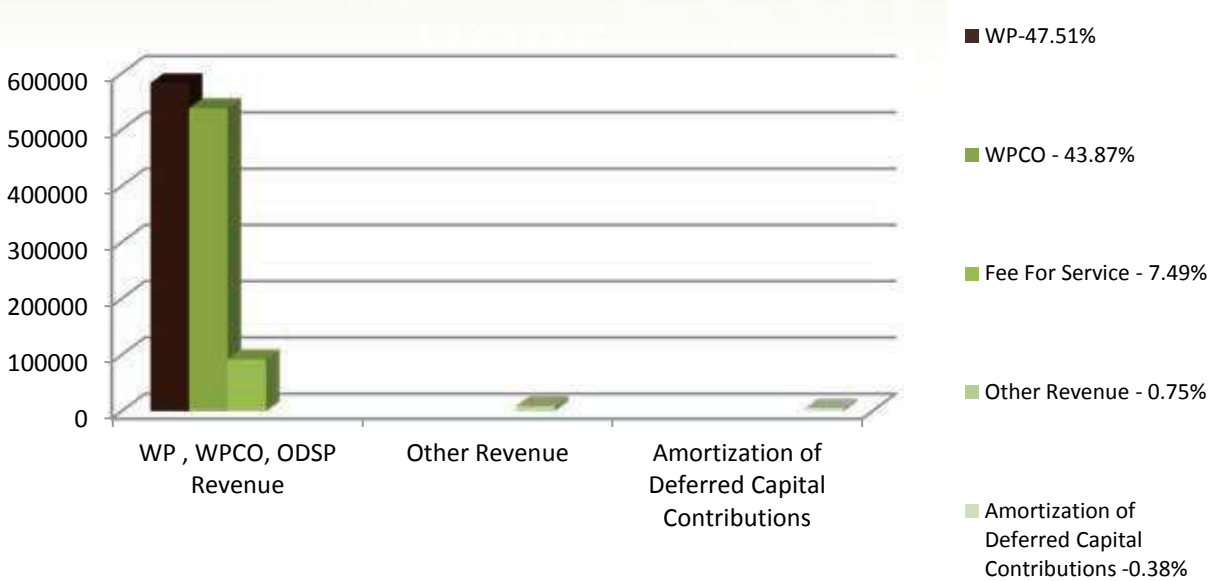 600000
500000
400000
300000
200000
100000
0
WP , WPCO, ODSP
Revenue
Other Revenue
Amortization of
Deferred Capital
Contributions
WP-47.51%
WPCO - 43.87%
Fee For Service - 7.49%
Other Revenue - 0.75%
Amortization of
Deferred Capital
Contributions -0.38%